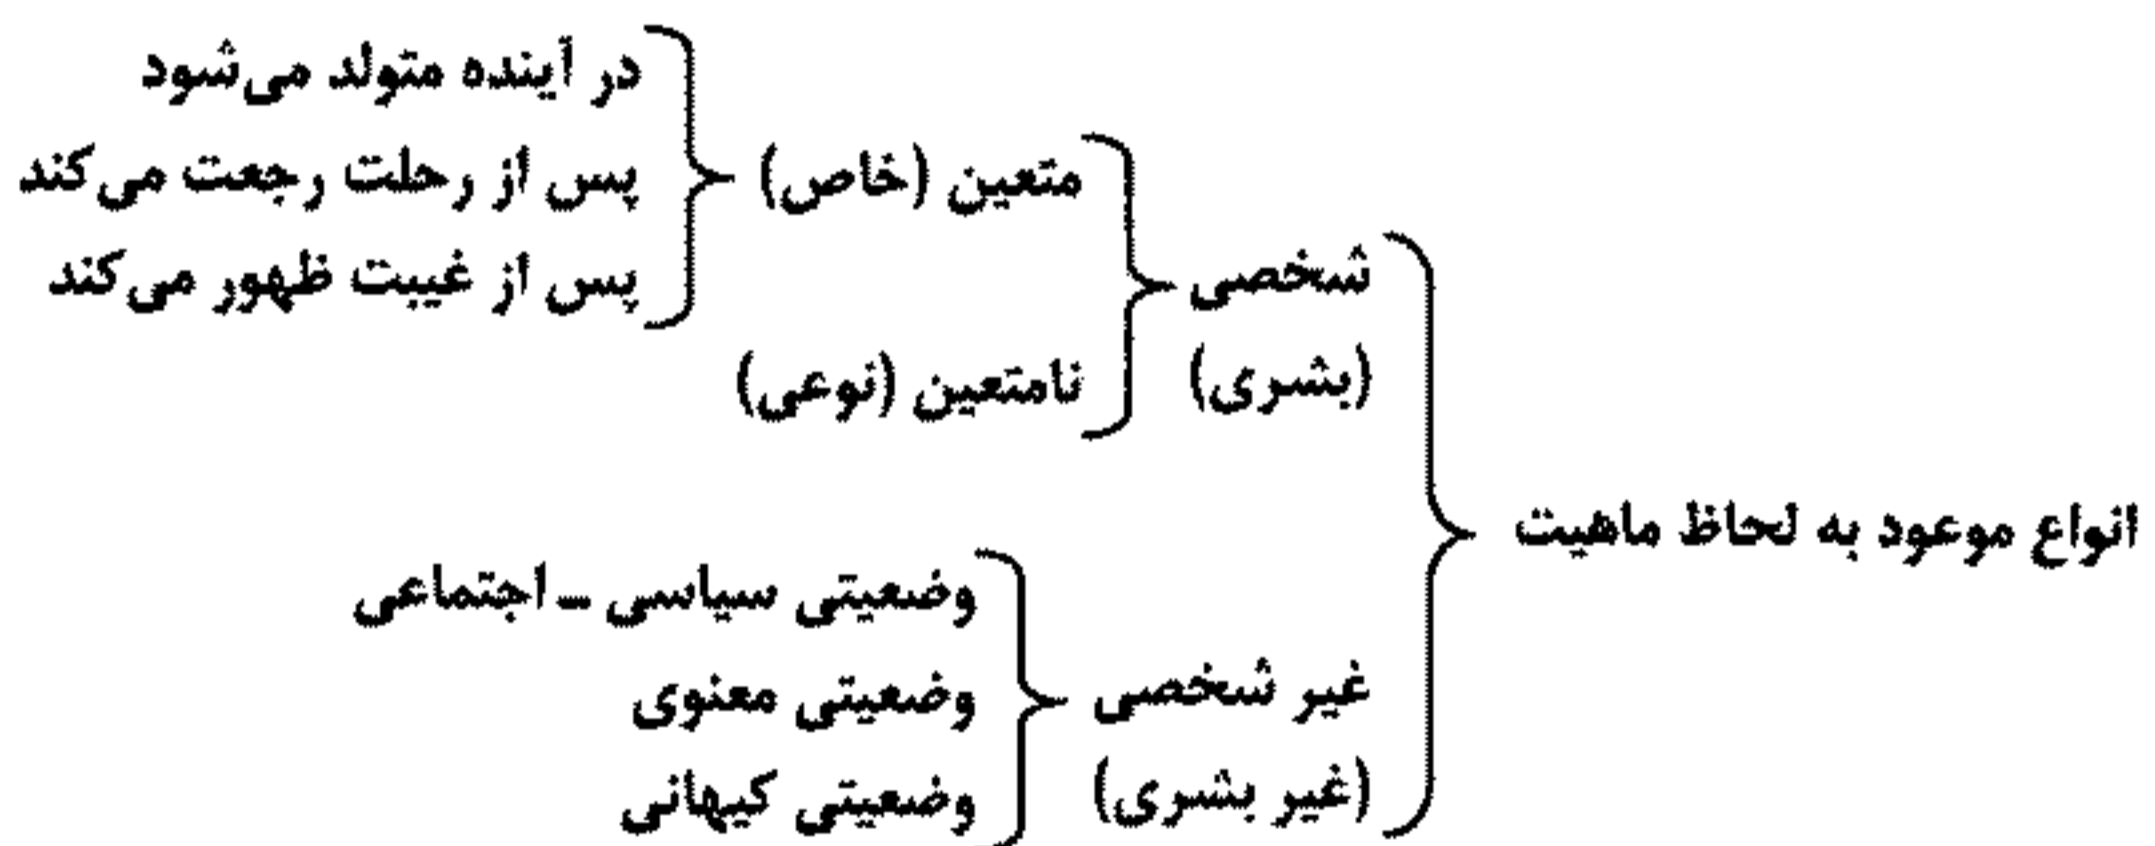 انواع موعود به لحاظ ماهیت
شخصی
(بشری)
متعین (خاص)
در آینده متولد می‌شود
پس از رحلت رجعت می‌کند
پس از غیبت ظهور می‌کند
نامتعین (نوعی)
غیر شخصی
(غیر بشری)
وضعیتی سیاسی - اجتماعی
وضعیتی معنوی
وضعیتی کیهانی